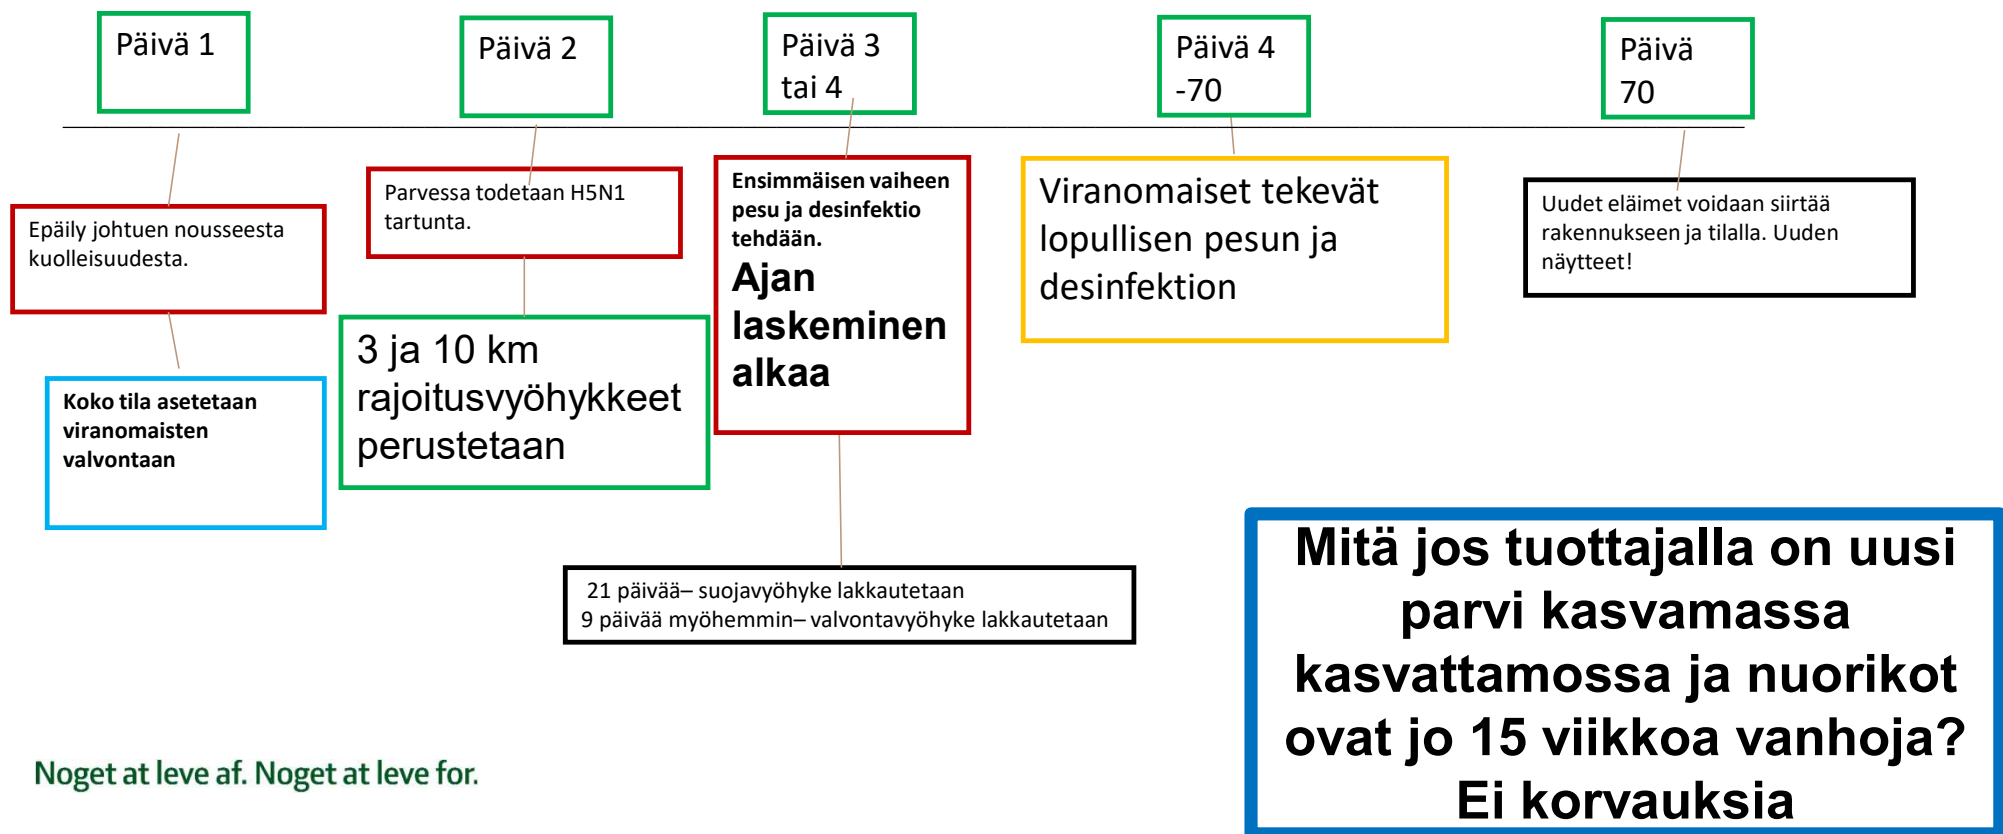 Päivä 1
Päivä 2
Päivä 3
tai 4
Päivä 4
-70
Päivä
70
Epäily johtuen nousseesta
kuolleisuudesta.
Koko tila asetetaan
viranomaisten
valvontaan
Parvessa todetaan H5N1
tartunta.
3 ja 10 km
rajoitusvyöhykkeet
perustetaan
Ensimmäisen vaiheen
pesu ja desinfektio
tehdään.
Ajan
laskeminen
alkaa
21 päivää– suojavyöhyke lakkautetaan
9 päivää myöhemmin– valvontavyöhyke lakkautetaan
Viranomaiset tekevät
lopullisen pesun ja
desinfektion
Uudet eläimet voidaan siirtää
rakennukseen ja tilalla. Uuden
näytteet!
Mitä jos tuottajalla on uusi
parvi kasvamassa
kasvattamossa ja nuorikot
ovat jo 15 viikkoa vanhoja?
Ei korvauksia
Noget at leve af. Noget at leve for.